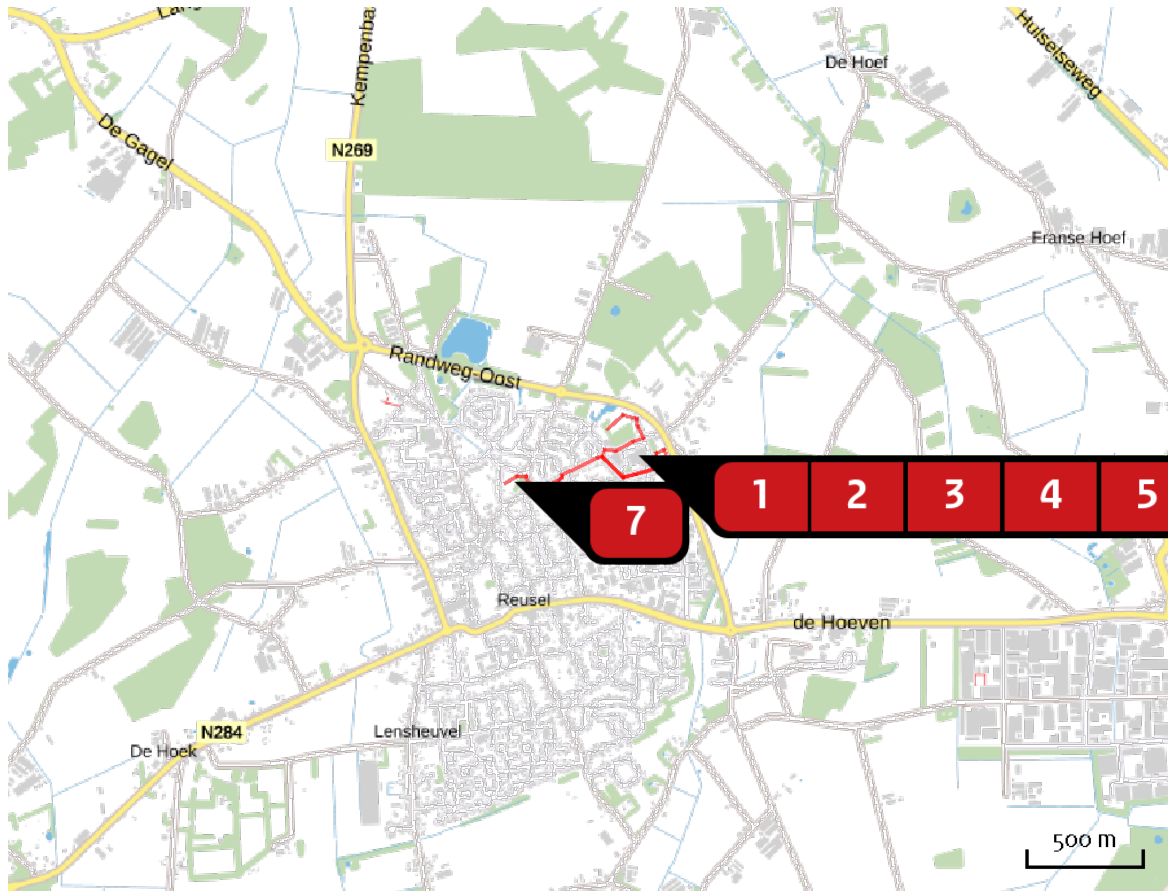 Kempenba
De Hoef
Hulselseweg
De Gagel
N269
Franse Hoef
Randweg-Oost
1 2 3 4 5
7
Reusel
de Hoeven
N284
Lensheuvel
De Hoek
500 m